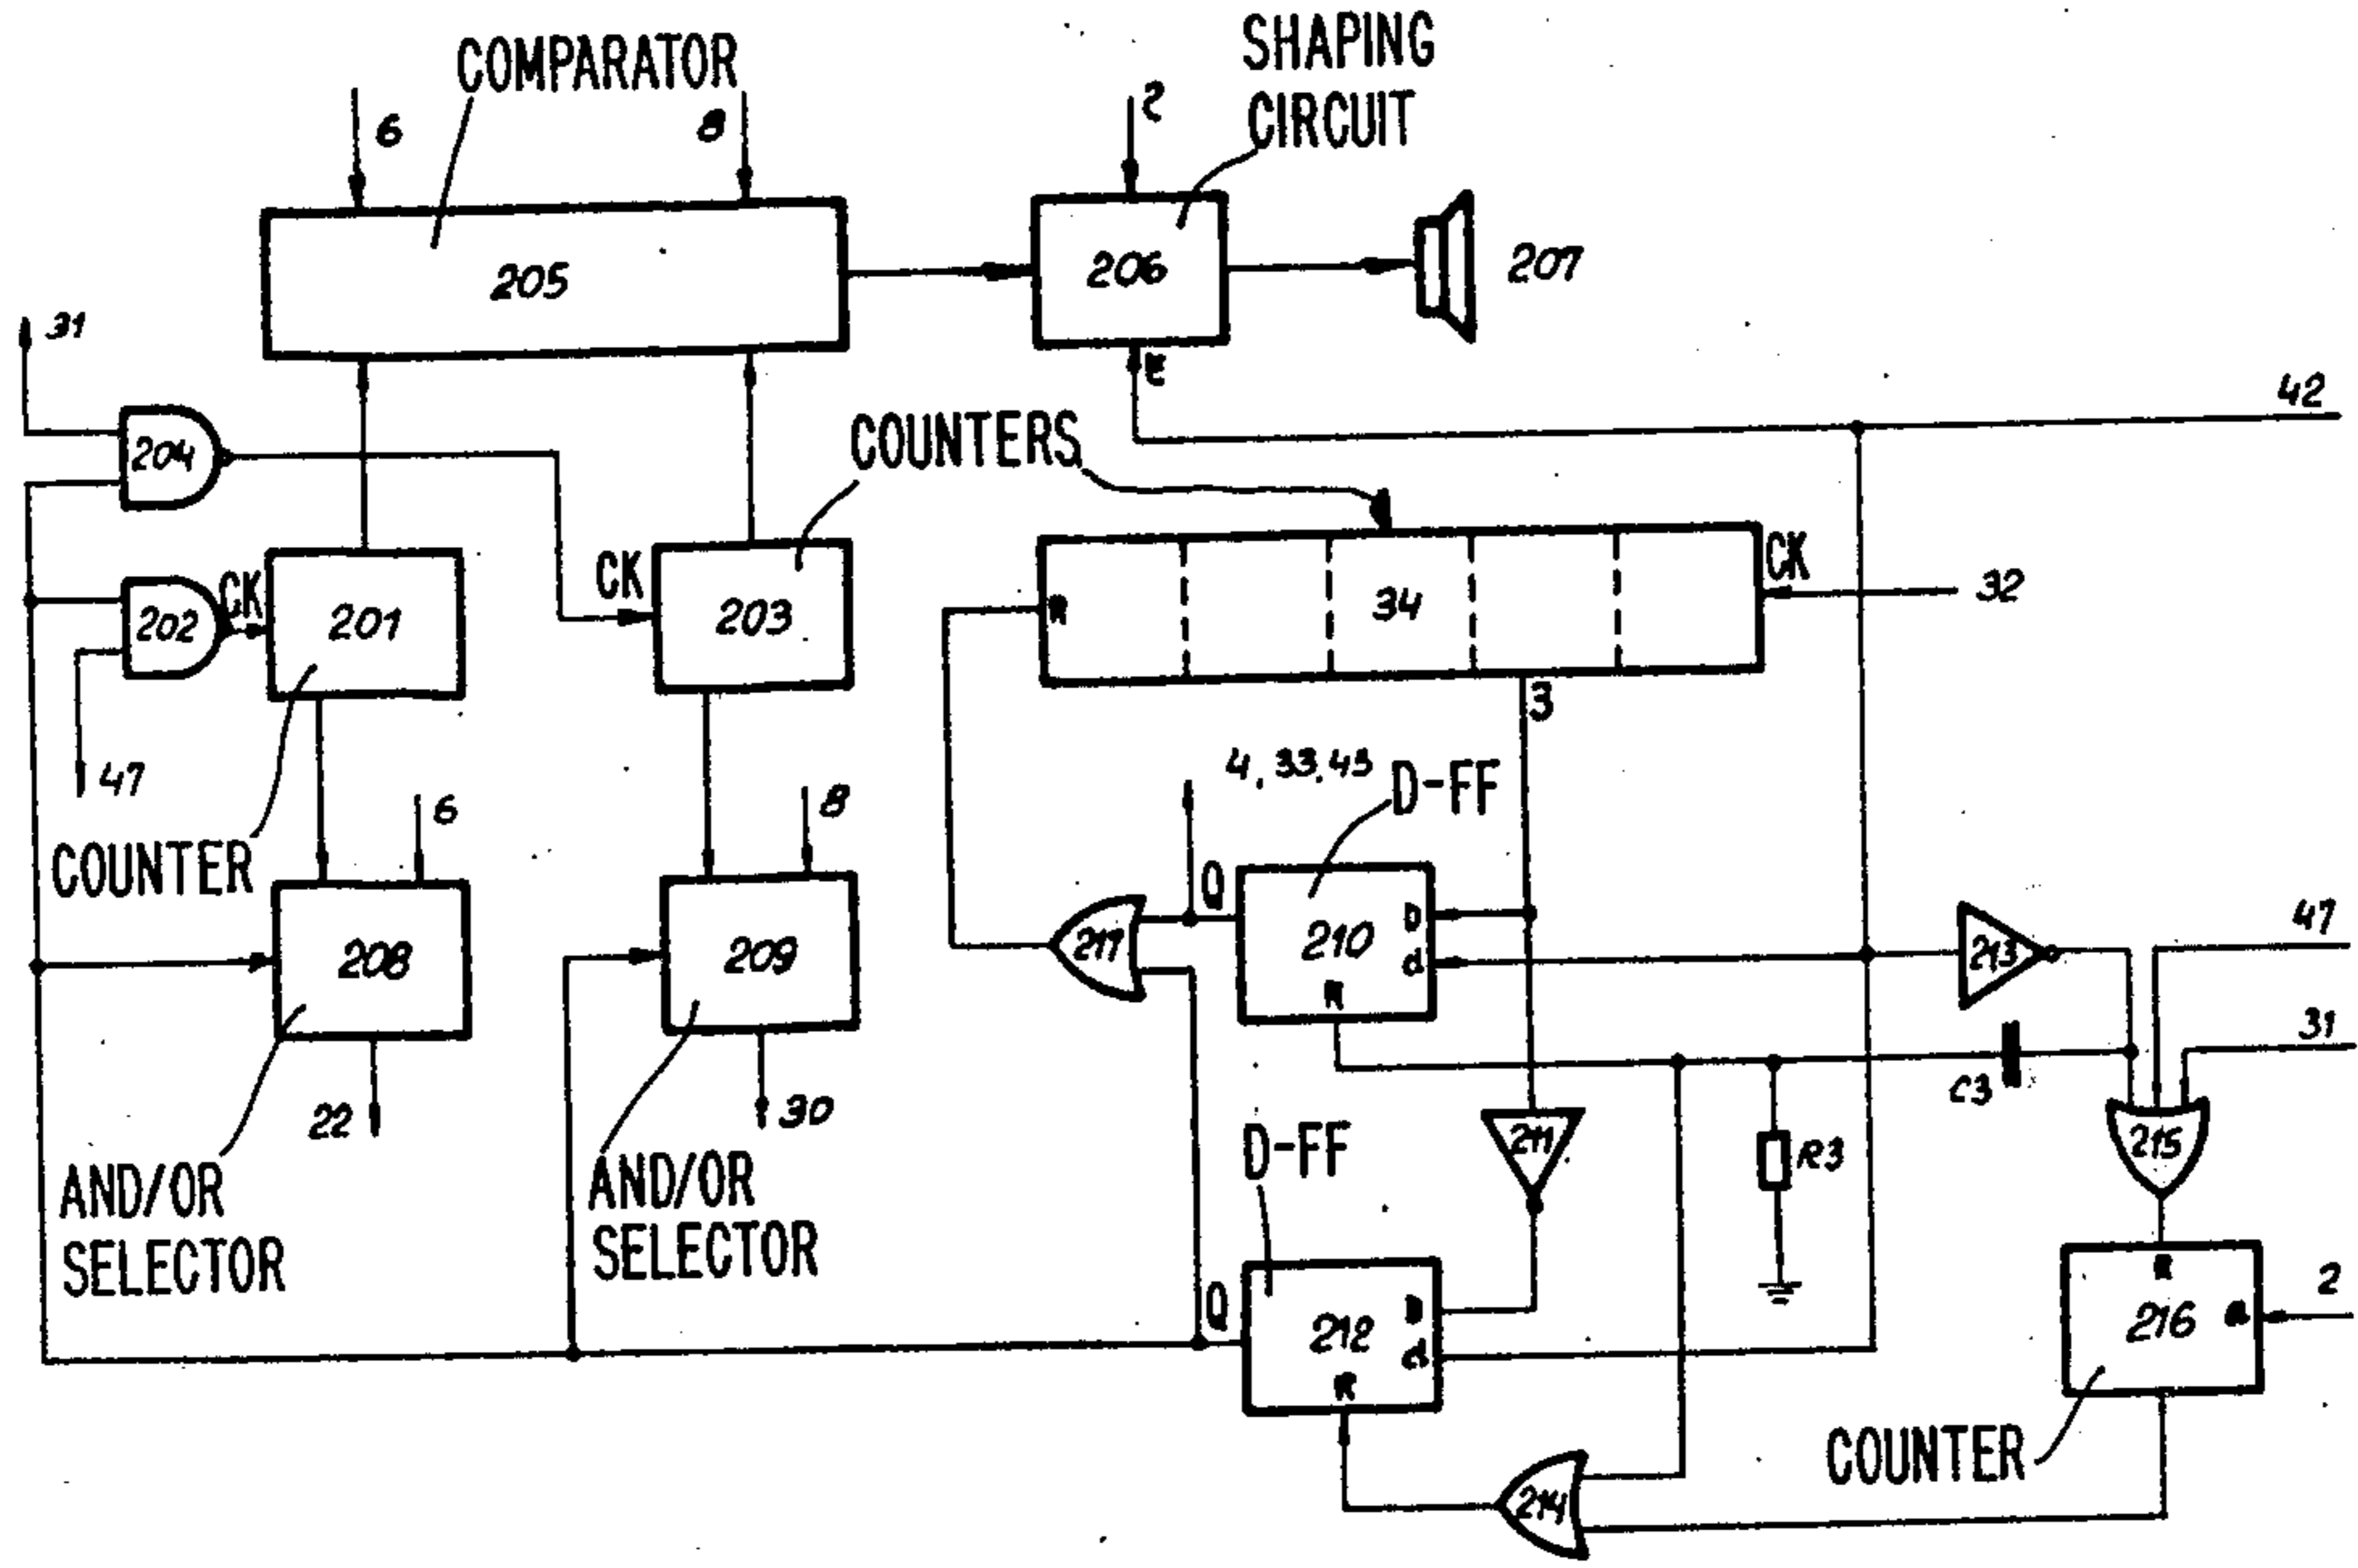 SHAPING
CIRCUIT
COMPARATOR
6
8
2
205
206
207
E
31
42
204
COUNTERS
CK
202
CK
201
203
34
CK
32
R
3
47
4, 33, 43
D-FF
6
8
COUNTER
Q
208
209
217
210
D
d
R
213
47
31
C3
22
30
D-FF
211
R3
215
AND/OR
SELECTOR
AND/OR
SELECTOR
Q
212
D
d
R
R
216
2
COUNTER
214